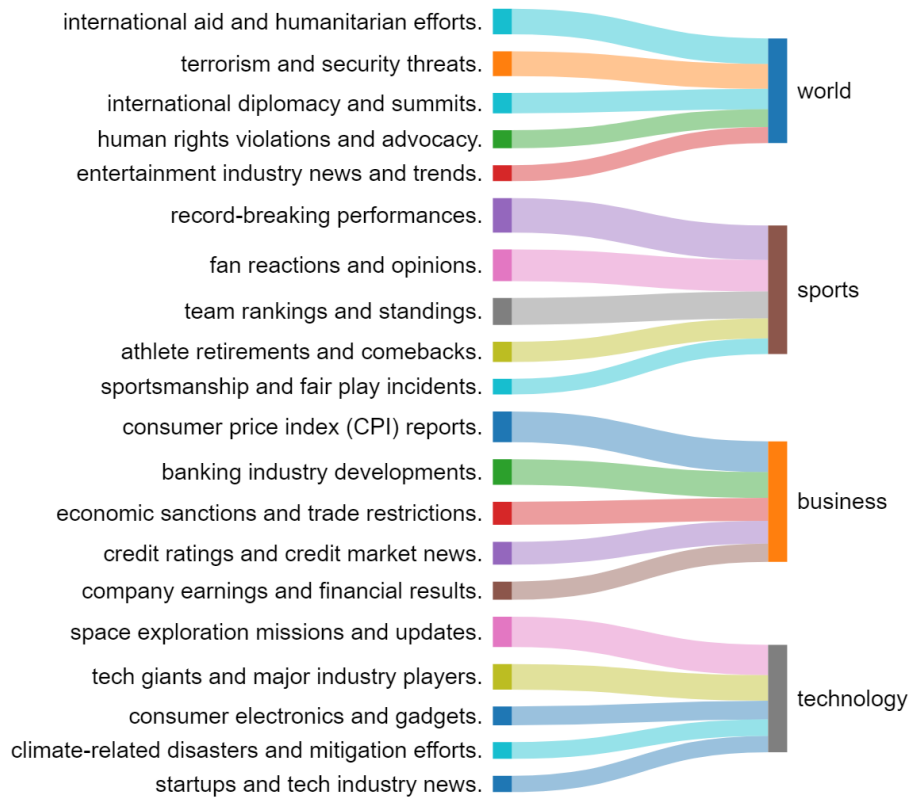 international aid and humanitarian efforts.
terrorism and security threats.
international diplomacy and summits.
human rights violations and advocacy.
entertainment industry news and trends.
world
record-breaking performances.
fan reactions and opinions.
team rankings and standings.
athlete retirements and comebacks.
sportsmanship and fair play incidents.
sports
consumer price index (CPI) reports.
banking industry developments.
economic sanctions and trade restrictions.
credit ratings and credit market news.
company earnings and financial results.
business
space exploration missions and updates.
tech giants and major industry players.
consumer electronics and gadgets.
climate-related disasters and mitigation efforts.
startups and tech industry news.
technology